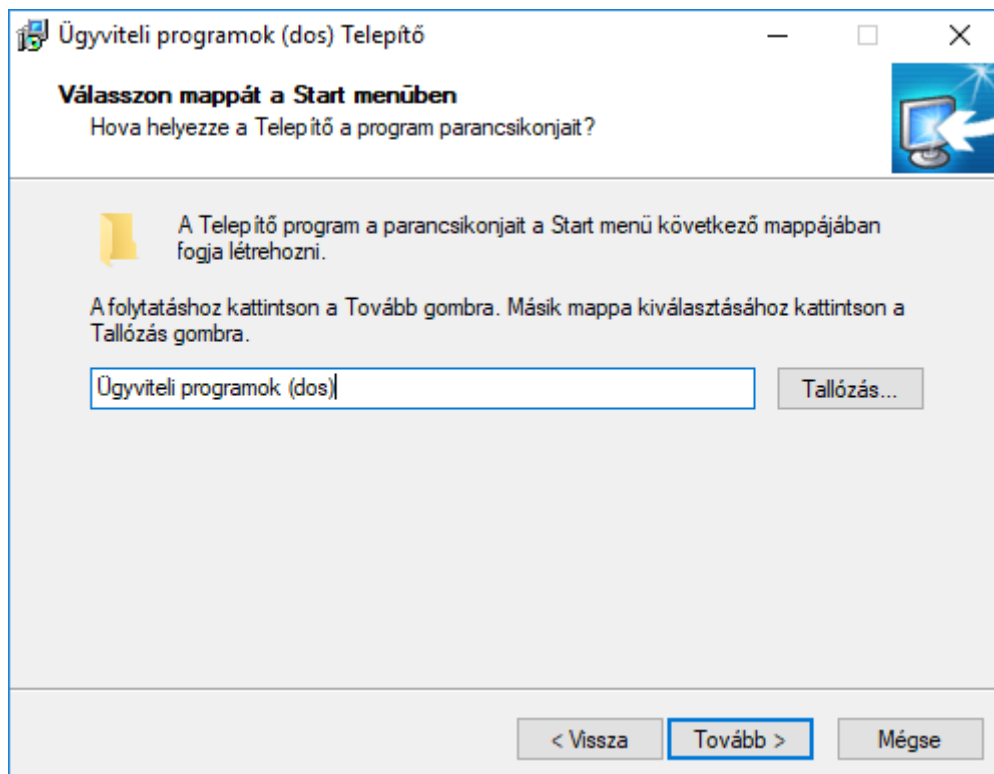 Ügyviteli programok (dos) Telepítő
Válasszon mappát a Start menüben
Hova helyezze a Telepítő a program parancsikonjait?
A Telepítő program a parancsikonjait a Start menü következő mappájában
fogja létrehozni.
A folytatáshoz kattintson a Tovább gombra. Másik mappa kiválasztásához kattintson a
Tallózás gombra.
Ügyviteli programok (dos)
Tallózás...
< Vissza
Tovább >
Mégse